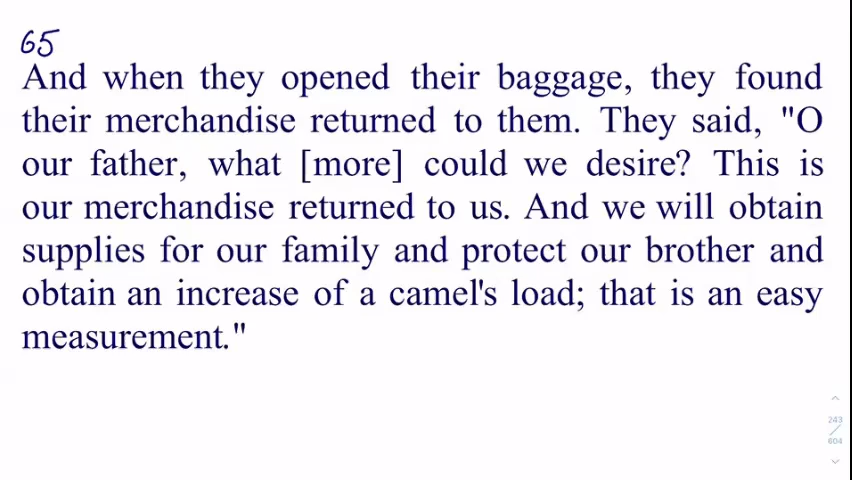 65
And when they opened their baggage, they found
their merchandise returned to them. They said, "O
our father, what [more] could we desire? This is
our merchandise returned to us. And we will obtain
supplies for our family and protect our brother and
obtain an increase of a camel's load; that is an easy
measurement."
243
604